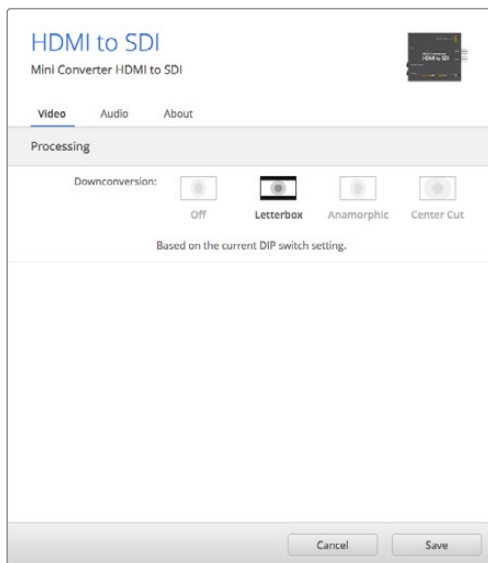 HDMI to SDI
Mini Converter HDMI to SDI
Video Audio About
Processing
Downconversion:
Off Letterbox Anamorphic Center Cut
Based on the current DIP switch setting.
Cancel Save